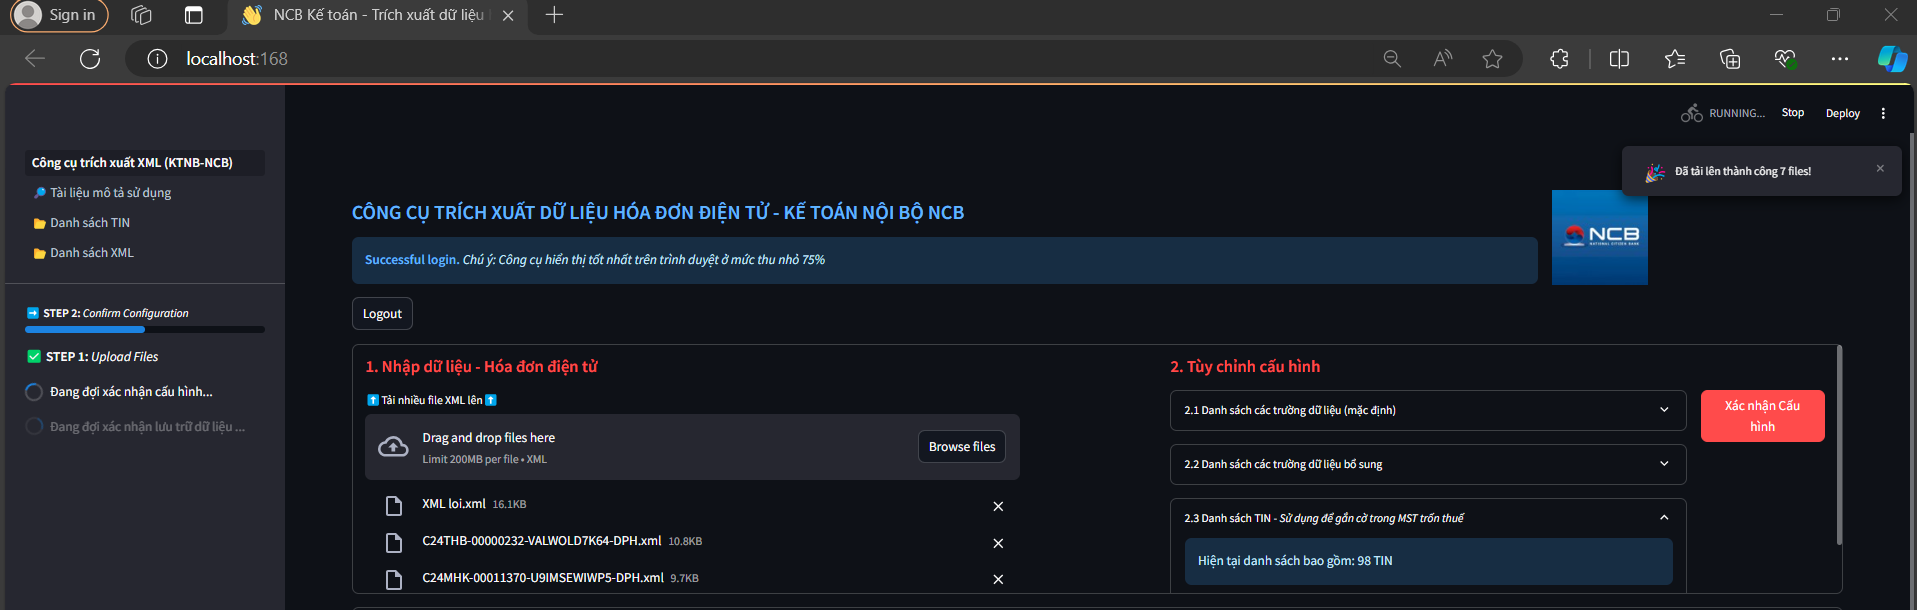 Sign in
NCB Kế toán - Trích xuất dữ liệu
localhost:168
RUNNING...
Stop
Deploy
Đã tải lên thành công 7 files!
Công cụ trích xuất XML (KTNB-NCB)
Tài liệu mô tả sử dụng
Danh sách TIN
Danh sách XML
STEP 2: Confirm Configuration
STEP 1: Upload Files
Đang đợi xác nhận cấu hình...
Đang đợi xác nhận lưu trữ dữ liệu ...
CÔNG CỤ TRÍCH XUẤT DỮ LIỆU HÓA ĐƠN ĐIỆN TỬ - KẾ TOÁN NỘI BỘ NCB
Successful login. Chú ý: Công cụ hiển thị tốt nhất trên trình duyệt ở mức thu nhỏ 75%
NCB
NATIONAL CITIZEN BANK
Logout
1. Nhập dữ liệu - Hóa đơn điện tử
Tải nhiều file XML lên
Drag and drop files here
Limit 200MB per file • XML
Browse files
XML loi.xml 16.1KB
C24THB-00000232-VALWOLD7K64-DPH.xml 10.8KB
C24MHK-00011370-U9IMSEWIWP5-DPH.xml 9.7KB
2. Tùy chỉnh cấu hình
2.1 Danh sách các trường dữ liệu (mặc định)
Xác nhận Cấu
hình
2.2 Danh sách các trường dữ liệu bổ sung
2.3 Danh sách TIN - Sử dụng để gắn cờ trong MST trốn thuế
Hiện tại danh sách bao gồm: 98 TIN